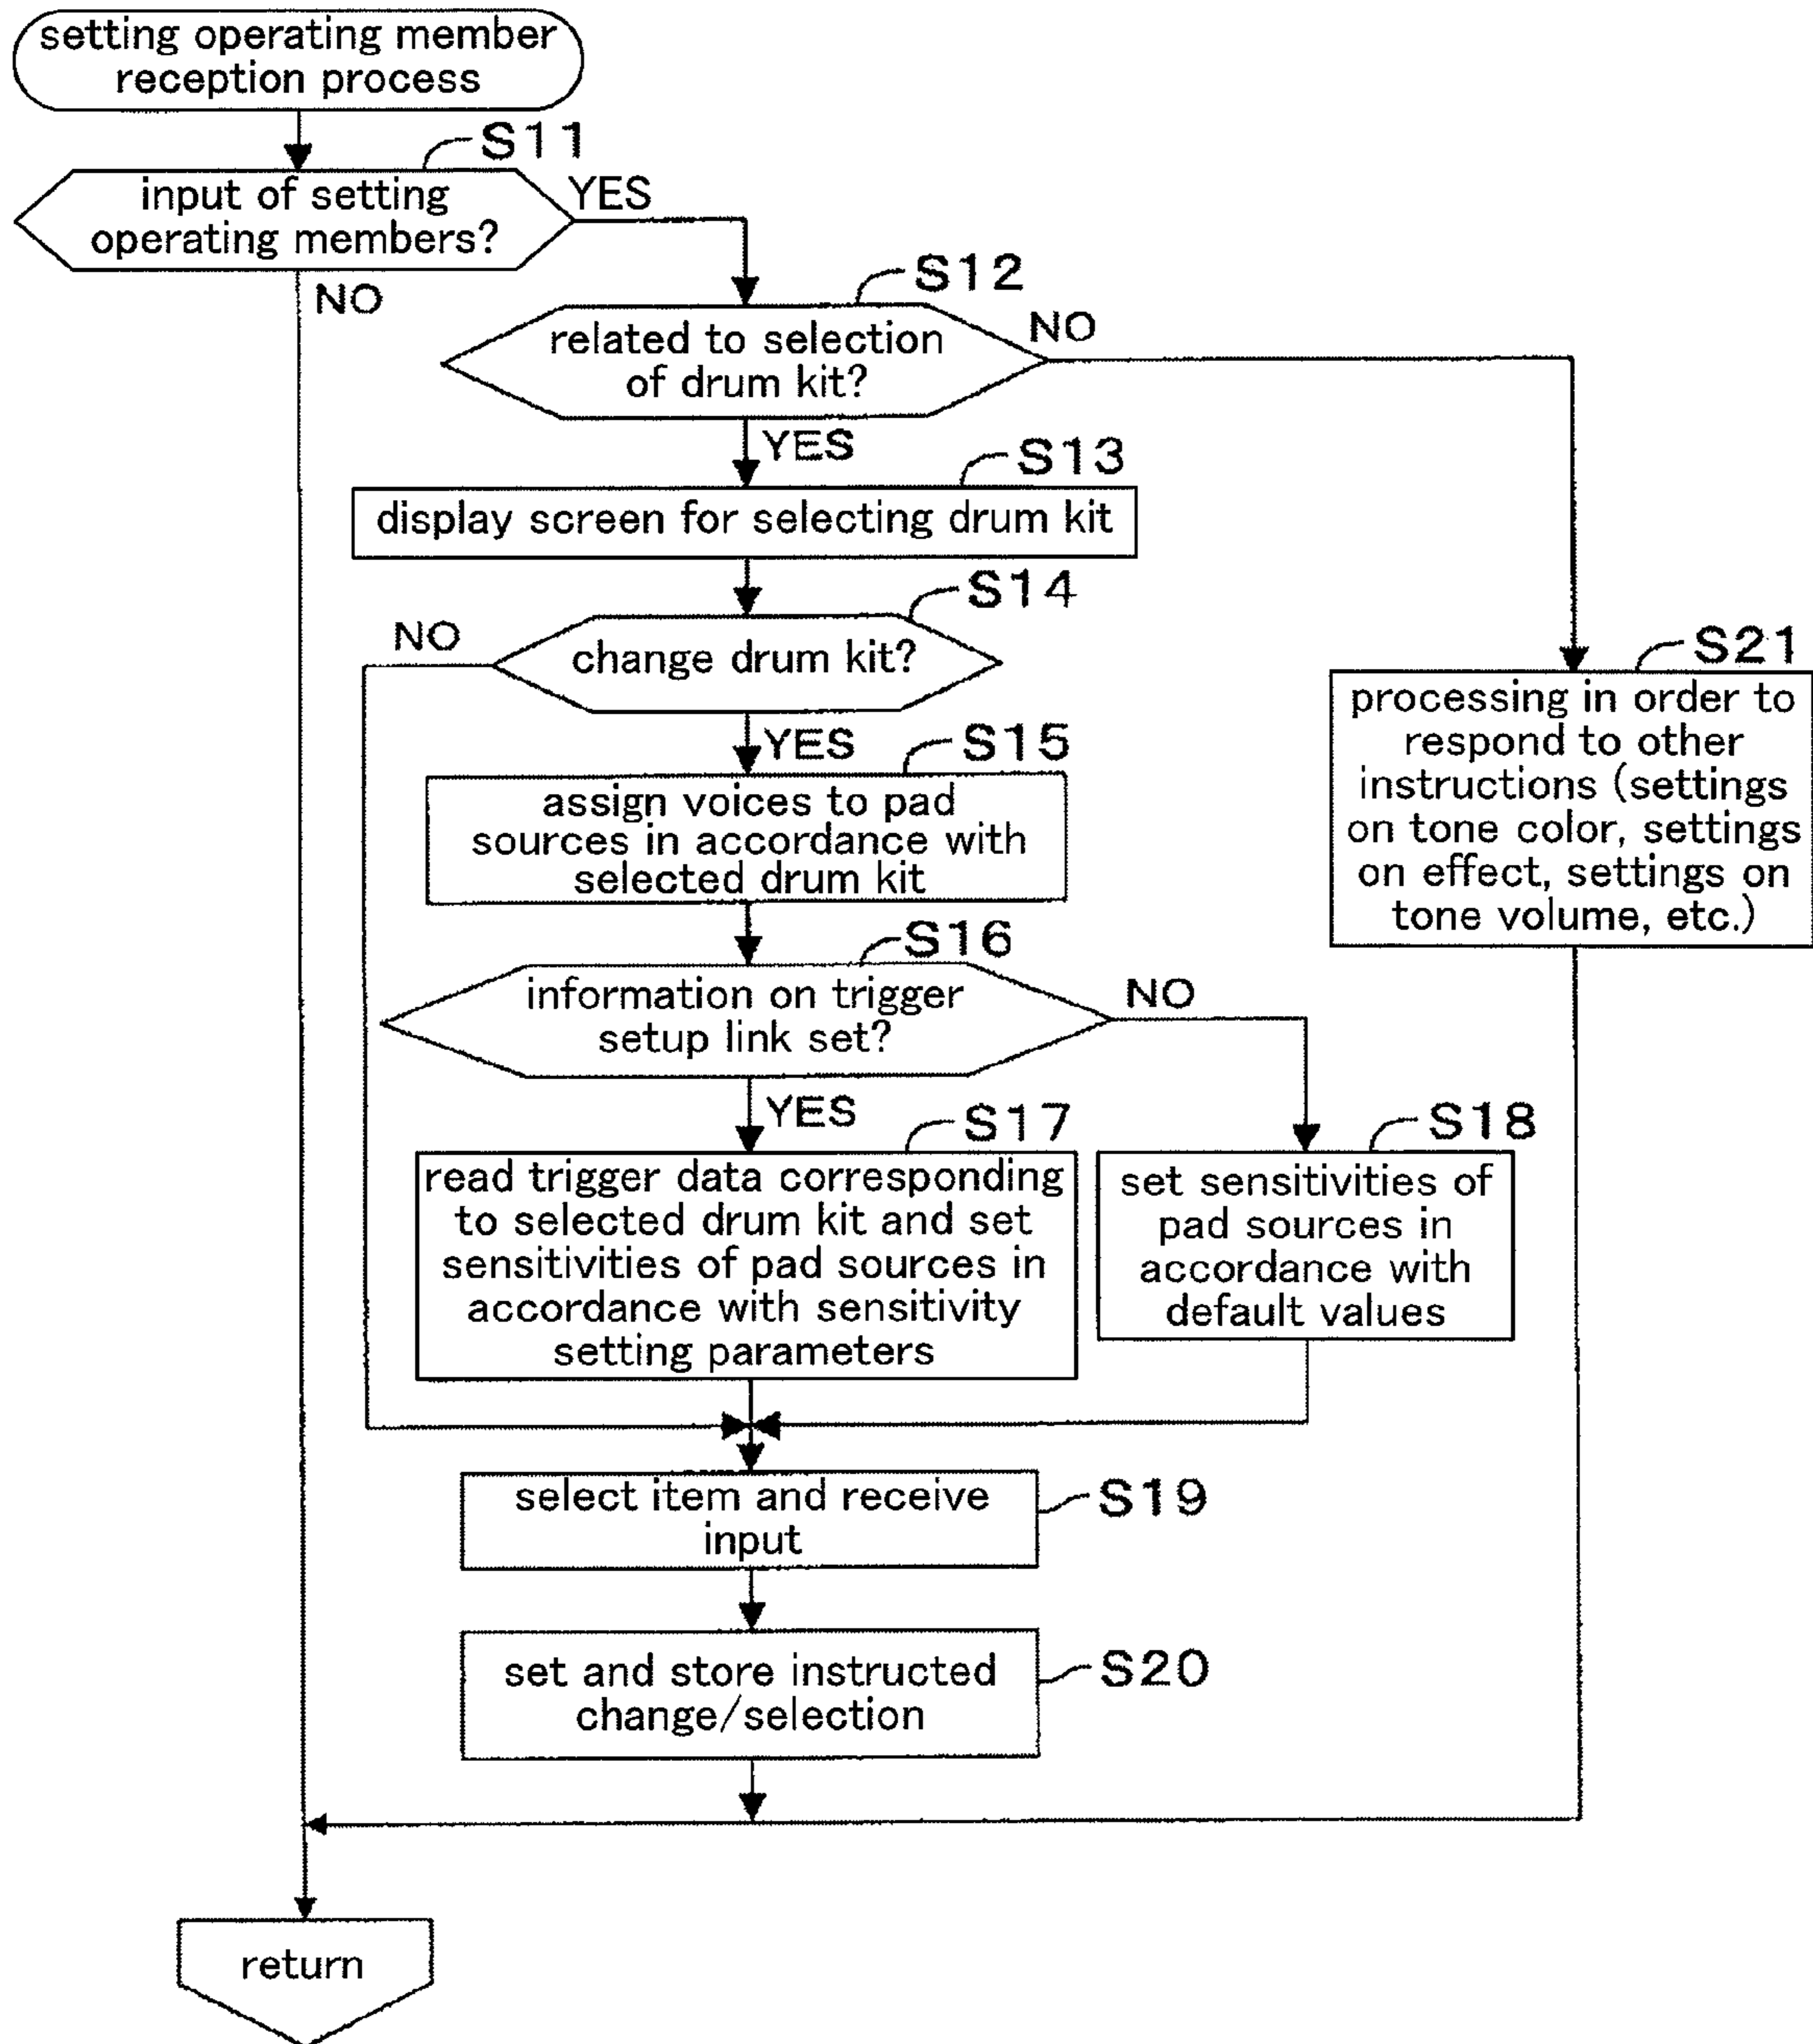 setting operating member
reception process
S11
input of setting
operating members?
YES
NO
S12
related to selection
of drum kit?
NO
YES
S13
display screen for selecting drum kit
S14
NO
change drum kit?
YES
S15
assign voices to pad
sources in accordance with
selected drum kit
S21
processing in order to
respond to other
instructions (settings
on tone color, settings
on effect, settings on
tone volume, etc.)
S16
information on trigger
setup link set?
NO
YES
S17
read trigger data corresponding
to selected drum kit and set
sensitivities of pad sources in
accordance with sensitivity
setting parameters
S18
set sensitivities of
pad sources in
accordance with
default values
select item and receive
input
S19
set and store instructed
change/selection
S20
return